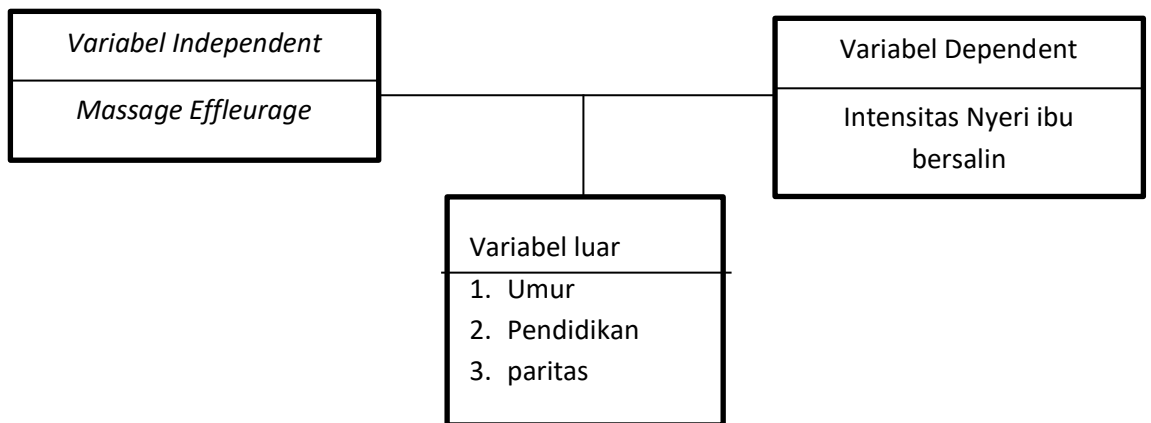 Variabel Independent
Massage Effleurage
Variabel Dependent
Intensitas Nyeri ibu
bersalin
Variabel luar
1. Umur
2. Pendidikan
3. paritas